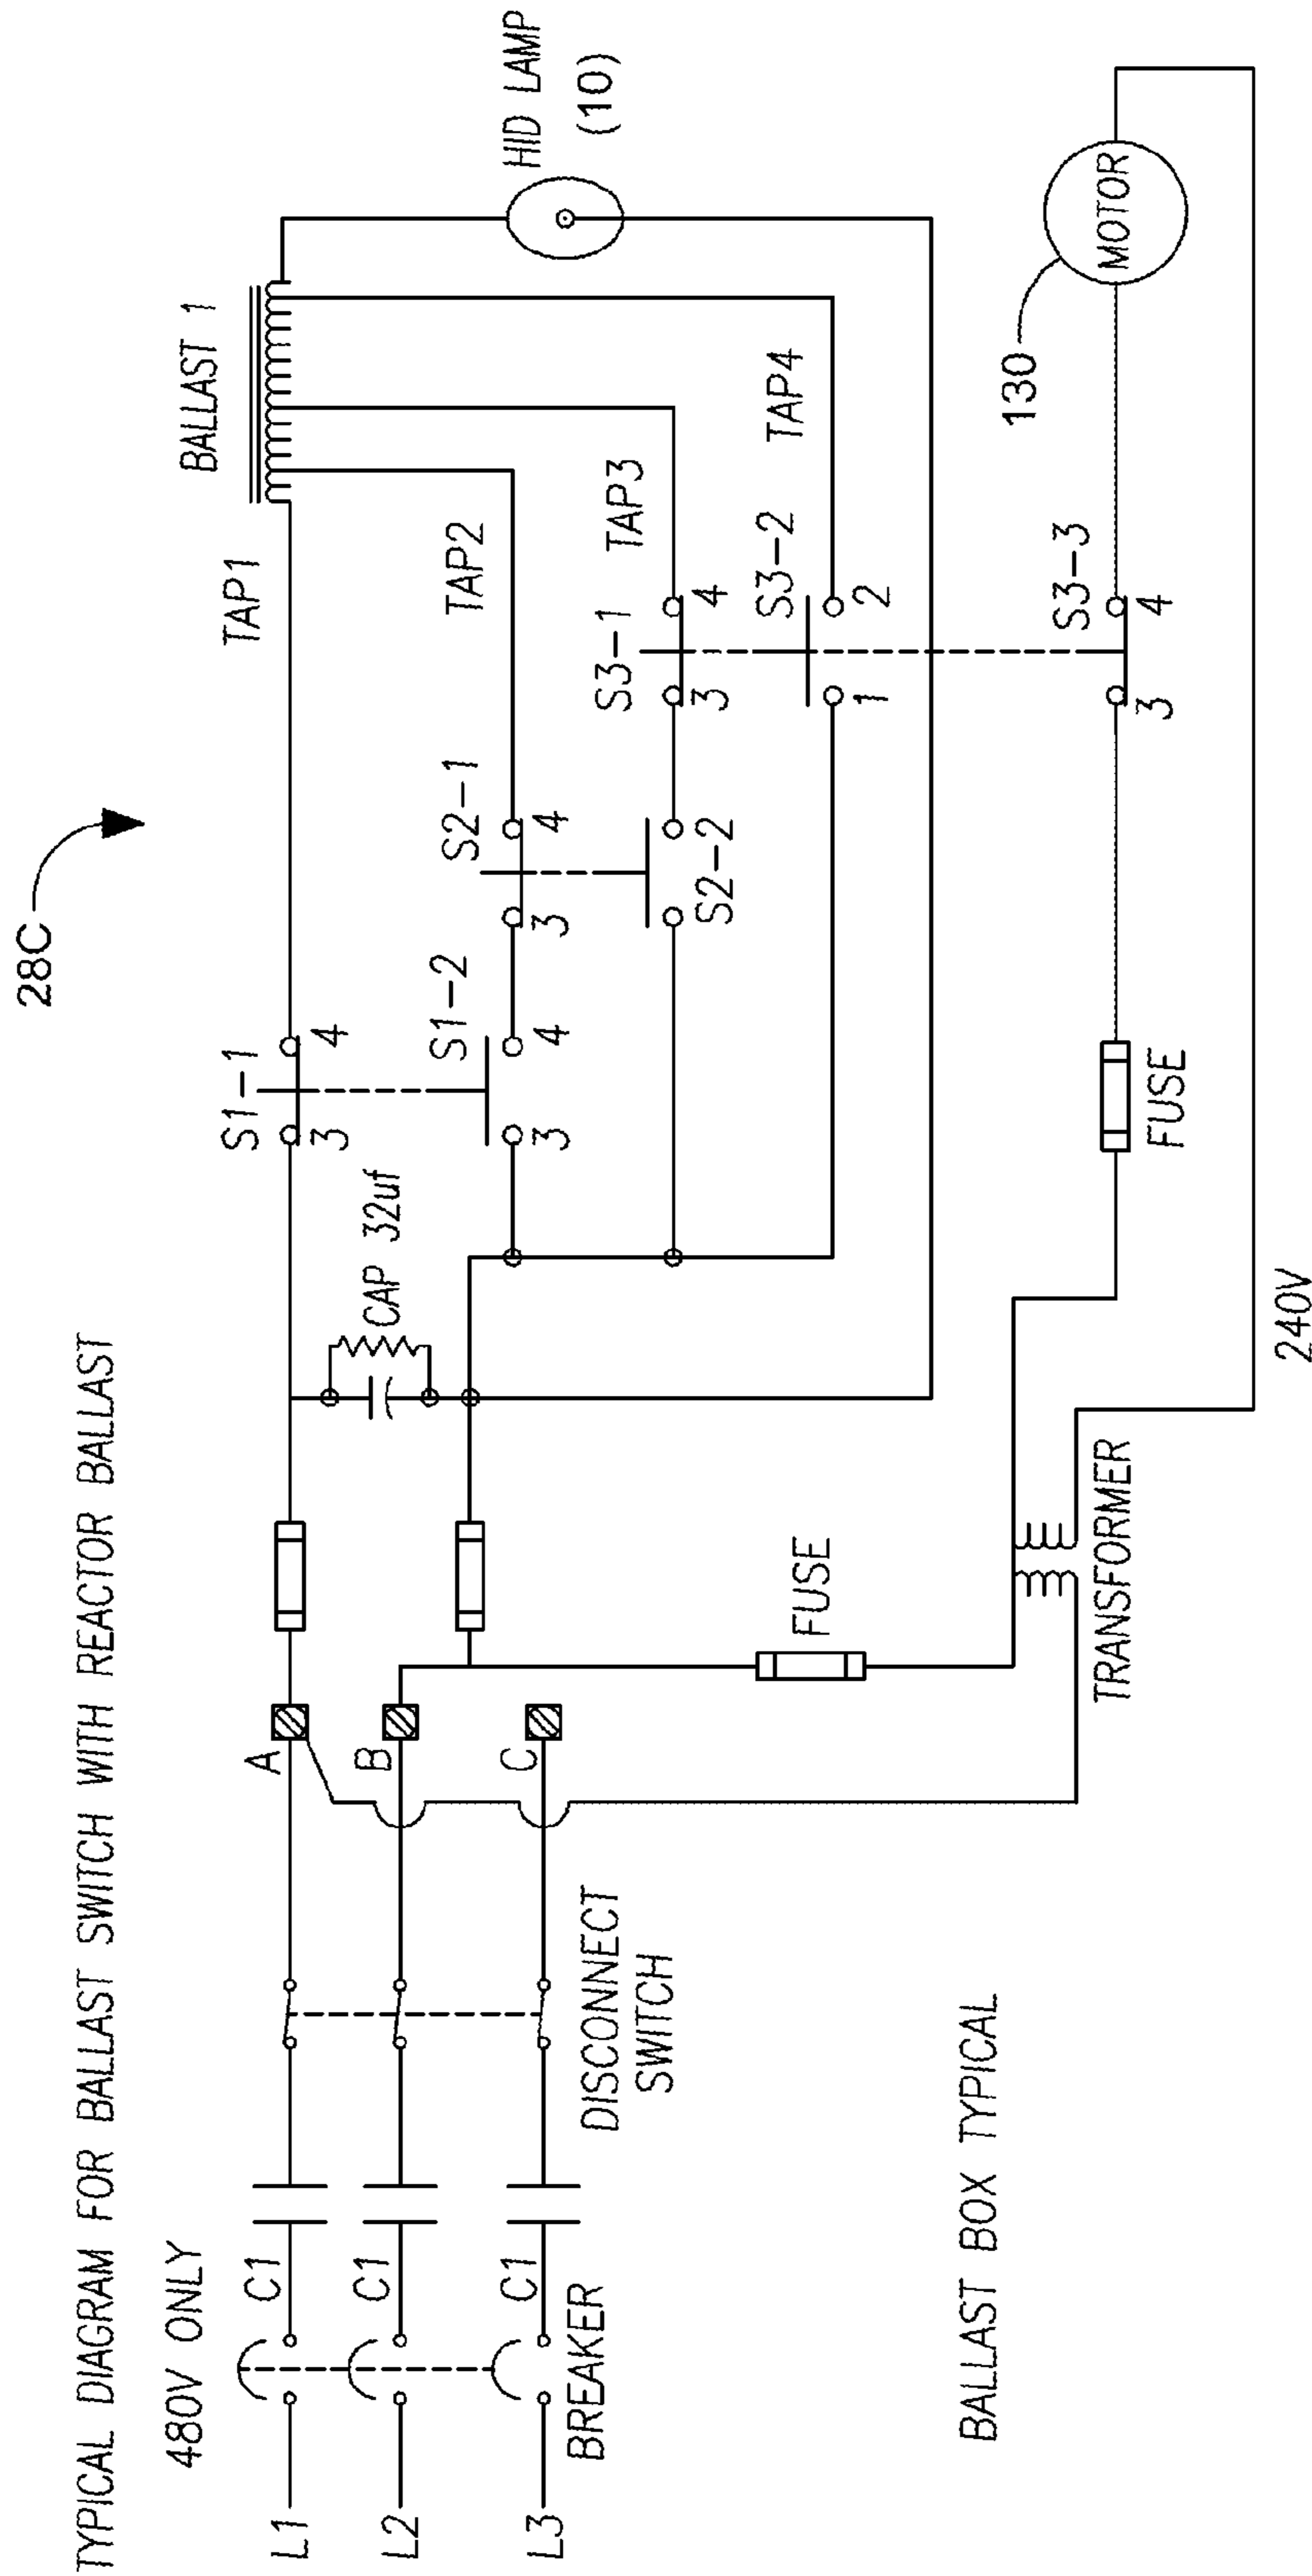 TYPICAL DIAGRAM FOR BALLAST SWITCH WITH REACTOR BALLAST
28C
480V ONLY
L1
L2
L3
C1
C1
C1
BREAKER
DISCONNECT
SWITCH
A
B
C
FUSE
TRANSFORMER
CAP 32uf
S1-1
3
4
S1-2
3
4
S2-1
3
4
S2-2
S3-1
3
4
S3-2
1
2
S3-3
3
4
TAP1
TAP2
TAP3
TAP4
BALLAST 1
HID LAMP
(10)
FUSE
130
MOTOR
240V
BALLAST BOX TYPICAL